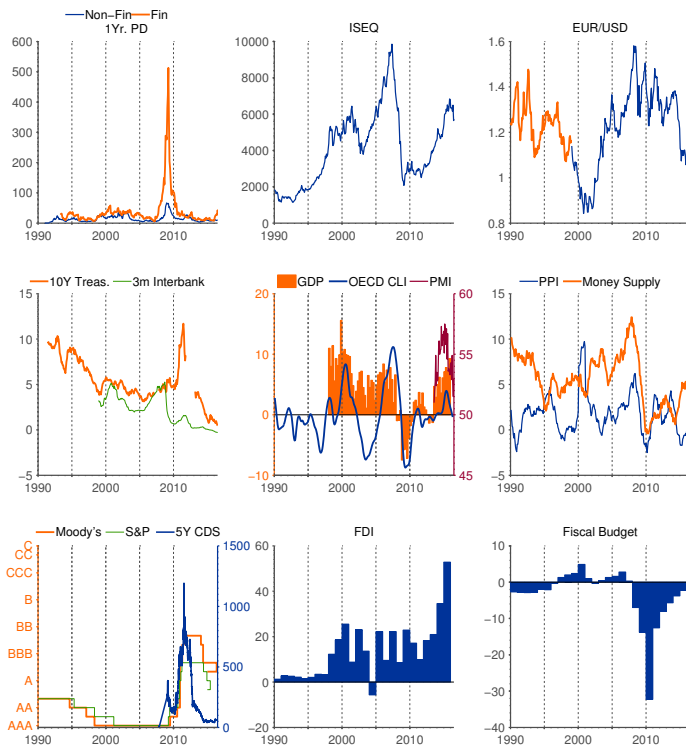 Non−Fin Fin
1Yr. PD
600
500
400
300
200
100
0
1990 2000 2010
ISEQ
10000
8000
6000
4000
2000
0
1990 2000 2010
EUR/USD
1.6
1.4
1.2
1
0.8
1990 2000 2010
10Y Treas. 3m Interbank
15
10
5
0
−5
1990 2000 2010
GDP OECD CLI PMI
20 60
10 55
0 50
−10 45
1990 2000 2010
PPI Money Supply
15
10
5
0
−5
1990 2000 2010
Moody's S&P 5Y CDS
C 1500
CC
CCC
B 1000
BB
BBB 500
A
AA
AAA 0
1990 2000 2010
FDI
60
40
20
0
−20
1990 2000 2010
Fiscal Budget
10
0
−10
−20
−30
−40
1990 2000 2010